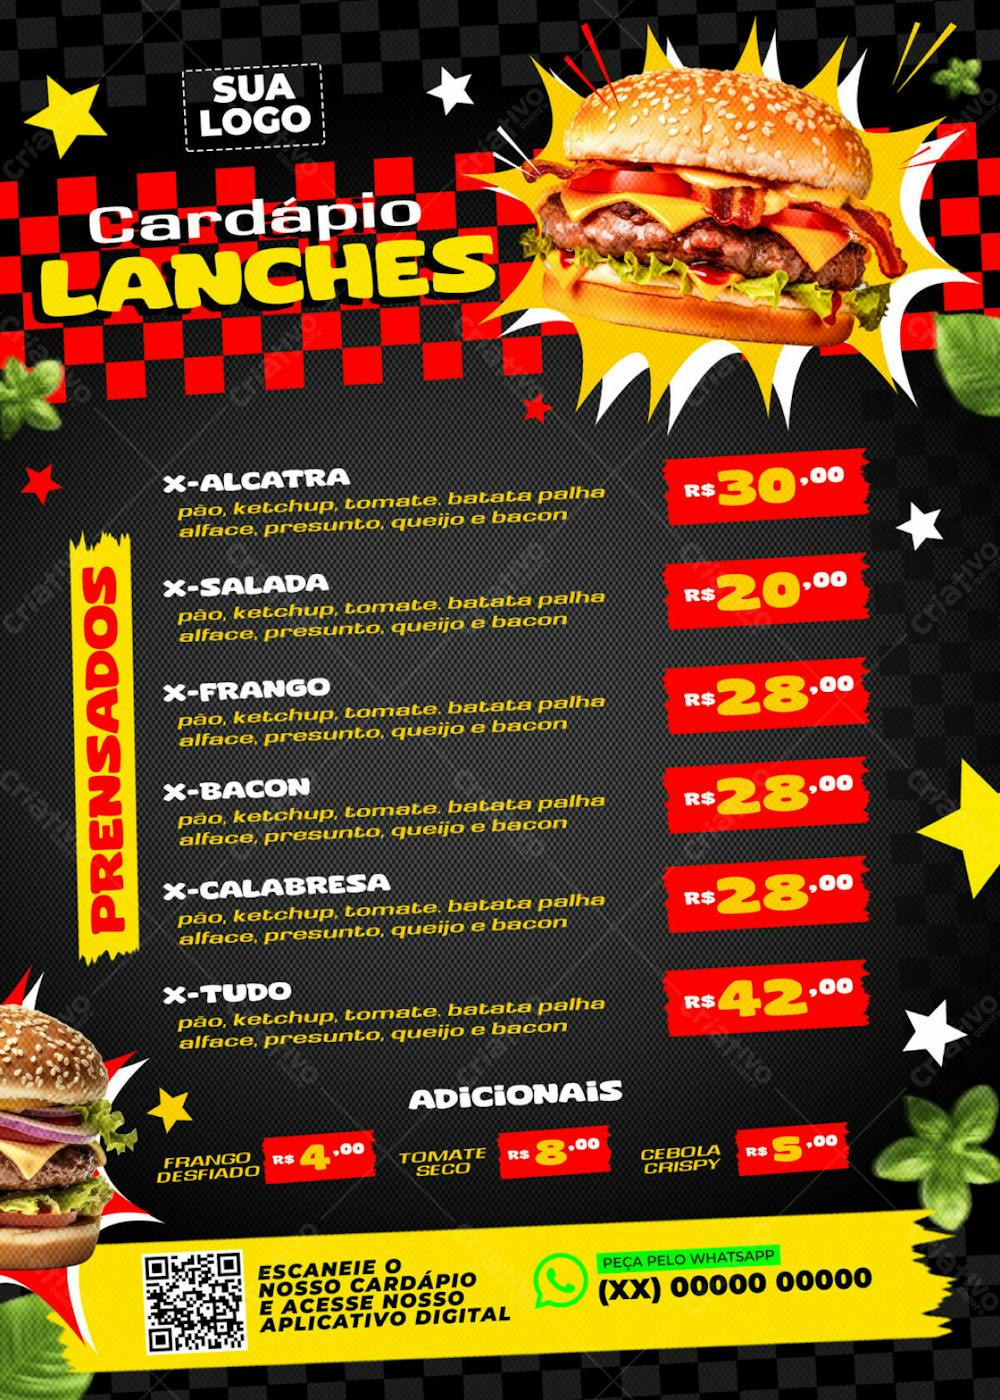 SUA
LOGO
Cardápio
LANCHES
PRENSADOS
X-ALCATRA
pão, ketchup, tomate. batata palha
alface, presunto, queijo e bacon
R$30,00
X-SALADA
pão, ketchup, tomate. batata palha
alface, presunto, queijo e bacon
R$20,00
X-FRANGO
pão, ketchup, tomate. batata palha
alface, presunto, queijo e bacon
R$28,00
X-BACON
pão, ketchup, tomate. batata palha
alface, presunto, queijo e bacon
R$28,00
X-CALABRESA
pão, ketchup, tomate. batata palha
alface, presunto, queijo e bacon
R$28,00
X-TUDO
pão, ketchup, tomate. batata palha
alface, presunto, queijo e bacon
R$42,00
ADiCiONAiS
FRANGO
DESFIADO
R$ 4,00
TOMATE
SECO
R$ 8,00
CEBOLA
CRISPY
R$ 5,00
ESCANEIE O
NOSSO CARDÁPIO
E ACESSE NOSSO
APLICATIVO DIGITAL
PEÇA PELO WHATSAPP
(XX) 00000 00000